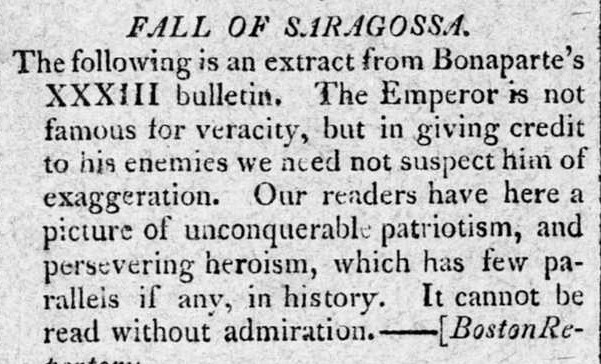 FALL OF SARAGOSSA.
The following is an extract from Bonaparte's
XXXIII bulletin. The Emperor is not
famous for veracity, but in giving credit
to his enemies we need not suspect him of
exaggeration. Our readers have here a
picture of unconquerable patriotism, and
persevering heroism, which has few pa-
rallels if any, in history. It cannot be
read without admiration.——[Boston Re-